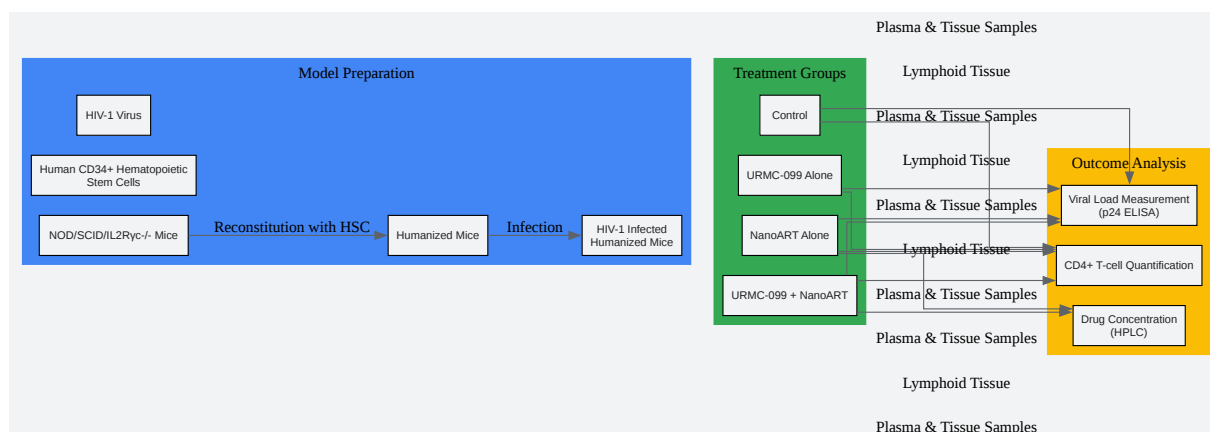 Model Preparation
HIV-1 Virus
Human CD34+ Hematopoietic
Stem Cells
NOD/SCID/IL2Rγc-/- Mice
Reconstitution with HSC
Humanized Mice
Infection
HIV-1 Infected
Humanized Mice
Treatment Groups
Control
URMC-099 Alone
NanoART Alone
URMC-099 + NanoART
Plasma & Tissue Samples
Lymphoid Tissue
Plasma & Tissue Samples
Lymphoid Tissue
Plasma & Tissue Samples
Lymphoid Tissue
Plasma & Tissue Samples
Plasma & Tissue Samples
Lymphoid Tissue
Plasma & Tissue Samples
Outcome Analysis
Viral Load Measurement
(p24 ELISA)
CD4+ T-cell Quantification
Drug Concentration
(HPLC)